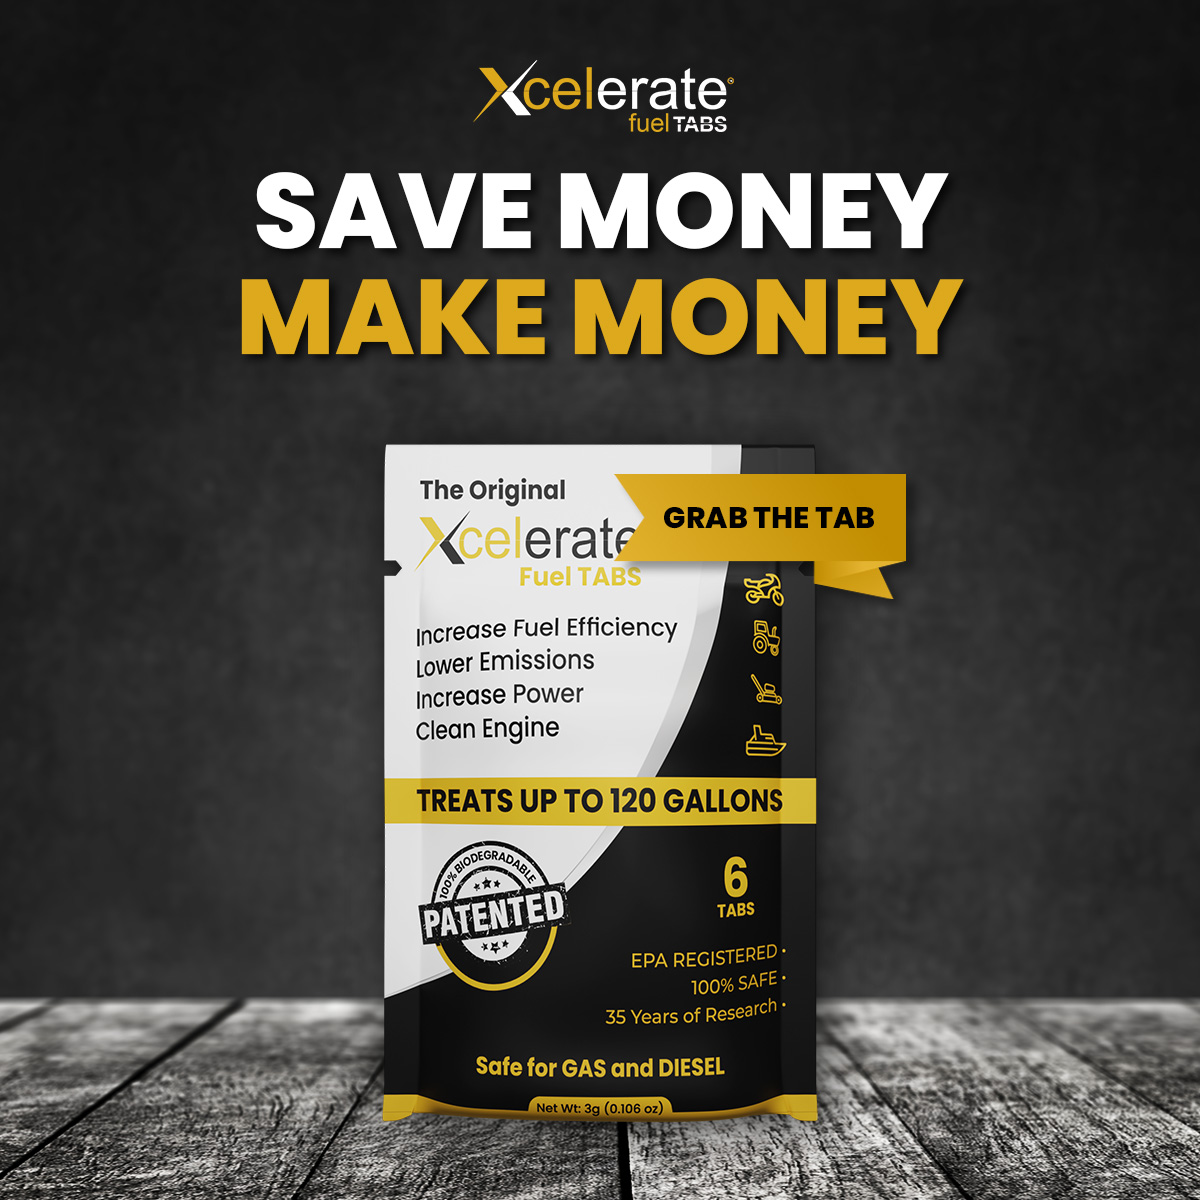 Xcelerate
fuel TABS
SAVE MONEY
MAKE MONEY
The Original
GRAB THE TAB
Xcelerate
Fuel TABS
Increase Fuel Efficiency
Lower Emissions
Increase Power
Clean Engine
TREATS UP TO 120 GALLONS
100% BIODEGRADABLE
PATENTED
6
TABS
EPA REGISTERED •
100% SAFE •
35 Years of Research •
Safe for GAS and DIESEL
Net Wt: 3g (0.106 oz)